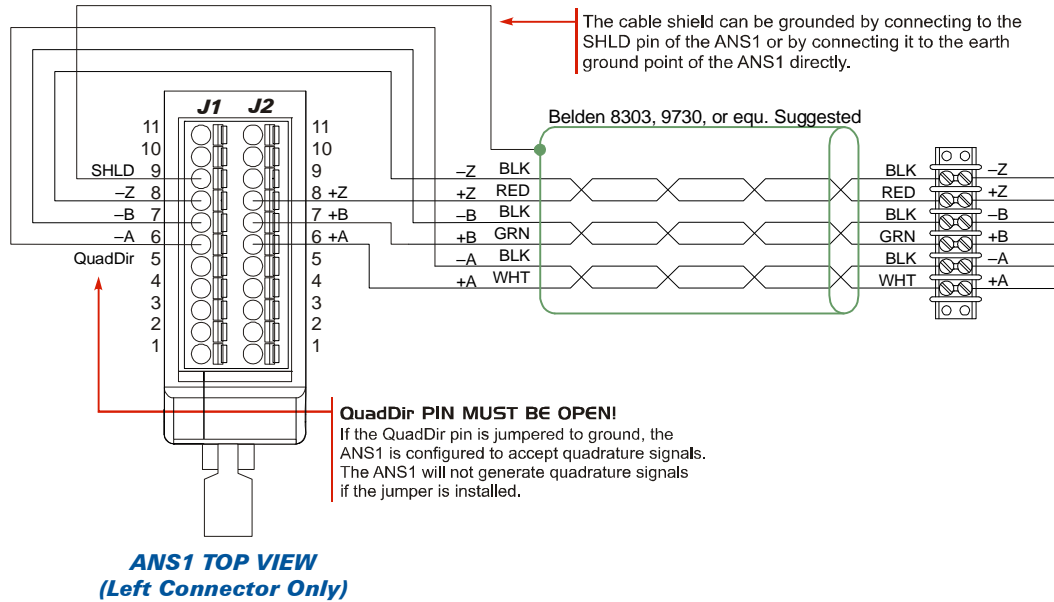 The cable shield can be grounded by connecting to the
SHLD pin of the ANS1 or by connecting it to the earth
ground point of the ANS1 directly.
Belden 8303, 9730, or equ. Suggested
J1 J2
11 11
10 10
SHLD 9 9
–Z 8 8 +Z
–B 7 7 +B
–A 6 6 +A
QuadDir 5 5
4 4
3 3
2 2
1 1
–Z BLK BLK –Z
+Z RED RED +Z
–B BLK BLK –B
+B GRN GRN +B
–A BLK BLK –A
+A WHT WHT +A
QuadDir PIN MUST BE OPEN!
If the QuadDir pin is jumpered to ground, the
ANS1 is configured to accept quadrature signals.
The ANS1 will not generate quadrature signals
if the jumper is installed.
ANS1 TOP VIEW
(Left Connector Only)